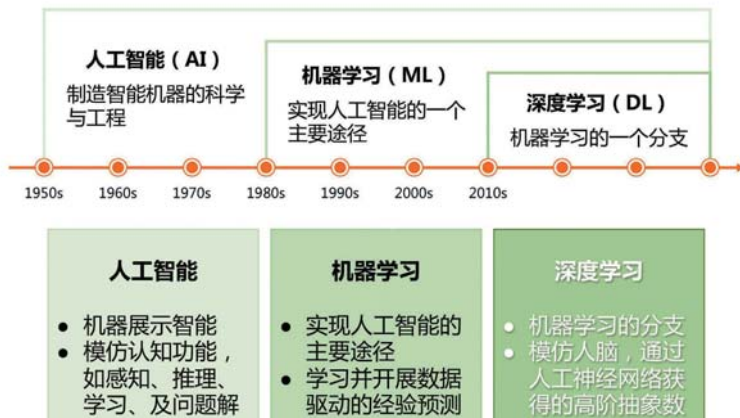 人工智能（AI）
制造智能机器的科学
与工程
机器学习（ML）
实现人工智能的一个
主要途径
深度学习（DL）
机器学习的一个分支
1950s 1960s 1970s 1980s 1990s 2000s 2010s
人工智能
● 机器展示智能
● 模仿认知功能，
如感知、推理、
学习、及问题解
机器学习
● 实现人工智能的
主要途径
● 学习并开展数据
驱动的经验预测
深度学习
● 机器学习的分支
● 模仿人脑，通过
人工神经网络获
得的高阶抽象数